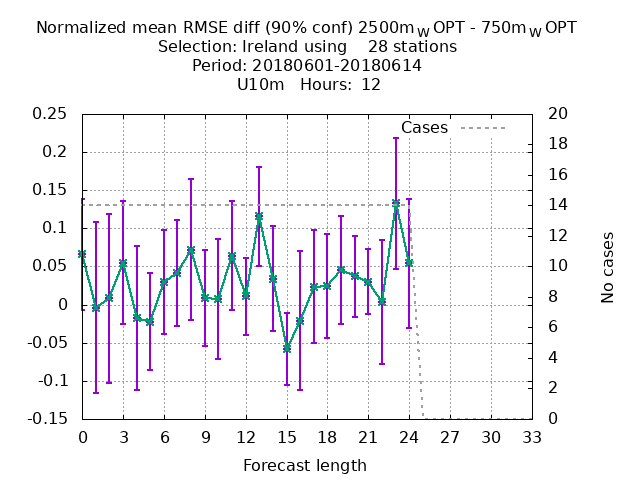 Normalized mean RMSE diff (90% conf) 2500m_W OPT - 750m_W OPT
Selection: Ireland using 28 stations
Period: 20180601-20180614
U10m Hours: 12
Cases
0.25
0.2
0.15
0.1
0.05
0
-0.05
-0.1
-0.15
20
18
16
14
12
10
8
6
4
2
0
No cases
0 3 6 9 12 15 18 21 24 27 30 33
Forecast length